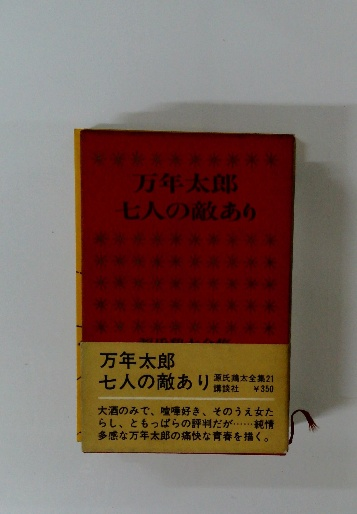 万年太郎
七人の敵あり
万年太郎
七人の敵あり 源氏鶏太全集21
講談社 ￥350
大酒のみで、喧嘩好き、そのうえ女た
らし、ともっぱらの評判だが……純情
多感な万年太郎の痛快な青春を描く。